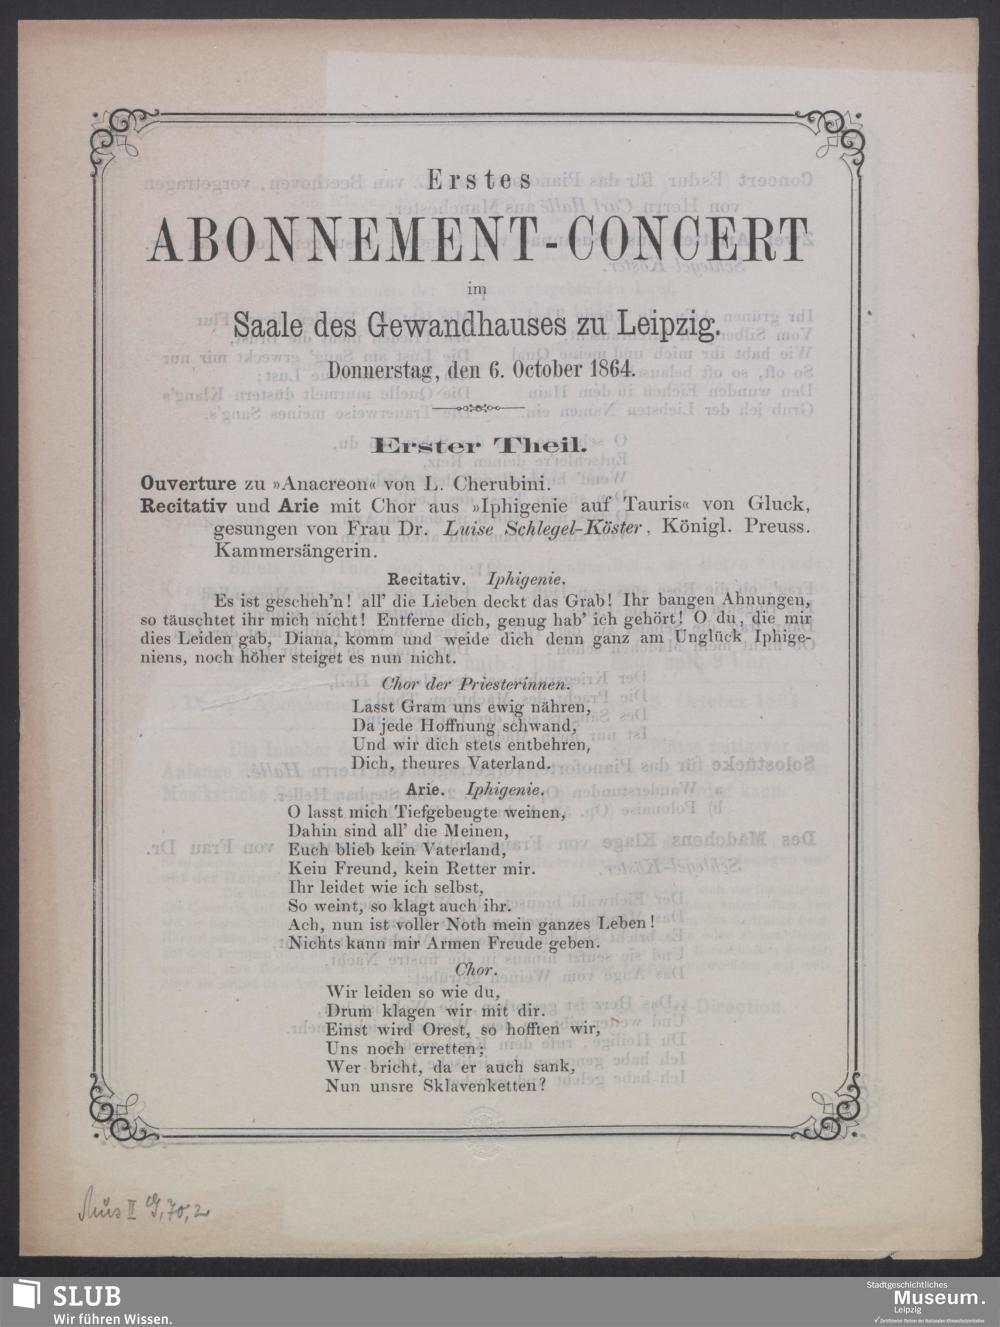 Erstes
ABONNEMENT-CONCERT
im
Saale des Gewandhauses zu Leipzig.
Donnerstag, den 6. October 1864.
Erster Theil.
Ouverture zu »Anacreon« von L. Cherubini.
Recitativ und Arie mit Chor aus »Iphigenie auf Tauris« von Gluck,
gesungen von Frau Dr. Luise Schlegel-Köster, Königl. Preuss.
Kammersängerin.
Recitativ. Iphigenie.
Es ist gescheh'n! all' die Lieben deckt das Grab! Ihr bangen Ahnungen,
so täuschtet ihr mich nicht! Entferne dich, genug hab' ich gehört! O du, die mir
dies Leiden gab, Diana, komm und weide dich denn ganz am Unglück Iphige-
niens, noch höher steiget es nun nicht.
Chor der Priesterinnen.
Lasst Gram uns ewig nähren,
Da jede Hoffnung schwand,
Und wir dich stets entbehren,
Dich, theures Vaterland.
Arie. Iphigenie.
O lasst mich Tiefgebeugte weinen,
Dahin sind all' die Meinen,
Euch blieb kein Vaterland,
Kein Freund, kein Retter mir.
Ihr leidet wie ich selbst,
So weint, so klagt auch ihr.
Ach, nun ist voller Noth mein ganzes Leben!
Nichts kann mir Armen Freude geben.
Chor.
Wir leiden so wie du,
Drum klagen wir mit dir.
Einst wird Orest, so hofften wir,
Uns noch erretten;
Wer bricht, da er auch sank,
Nun unsre Sklavenketten?
Mus II G, 70, 2
SLUB
Wir führen Wissen.
Stadtgeschichtliches
Museum.
Leipzig
Zertifizierter Partner der Nationalen Klimaschutzinitiative